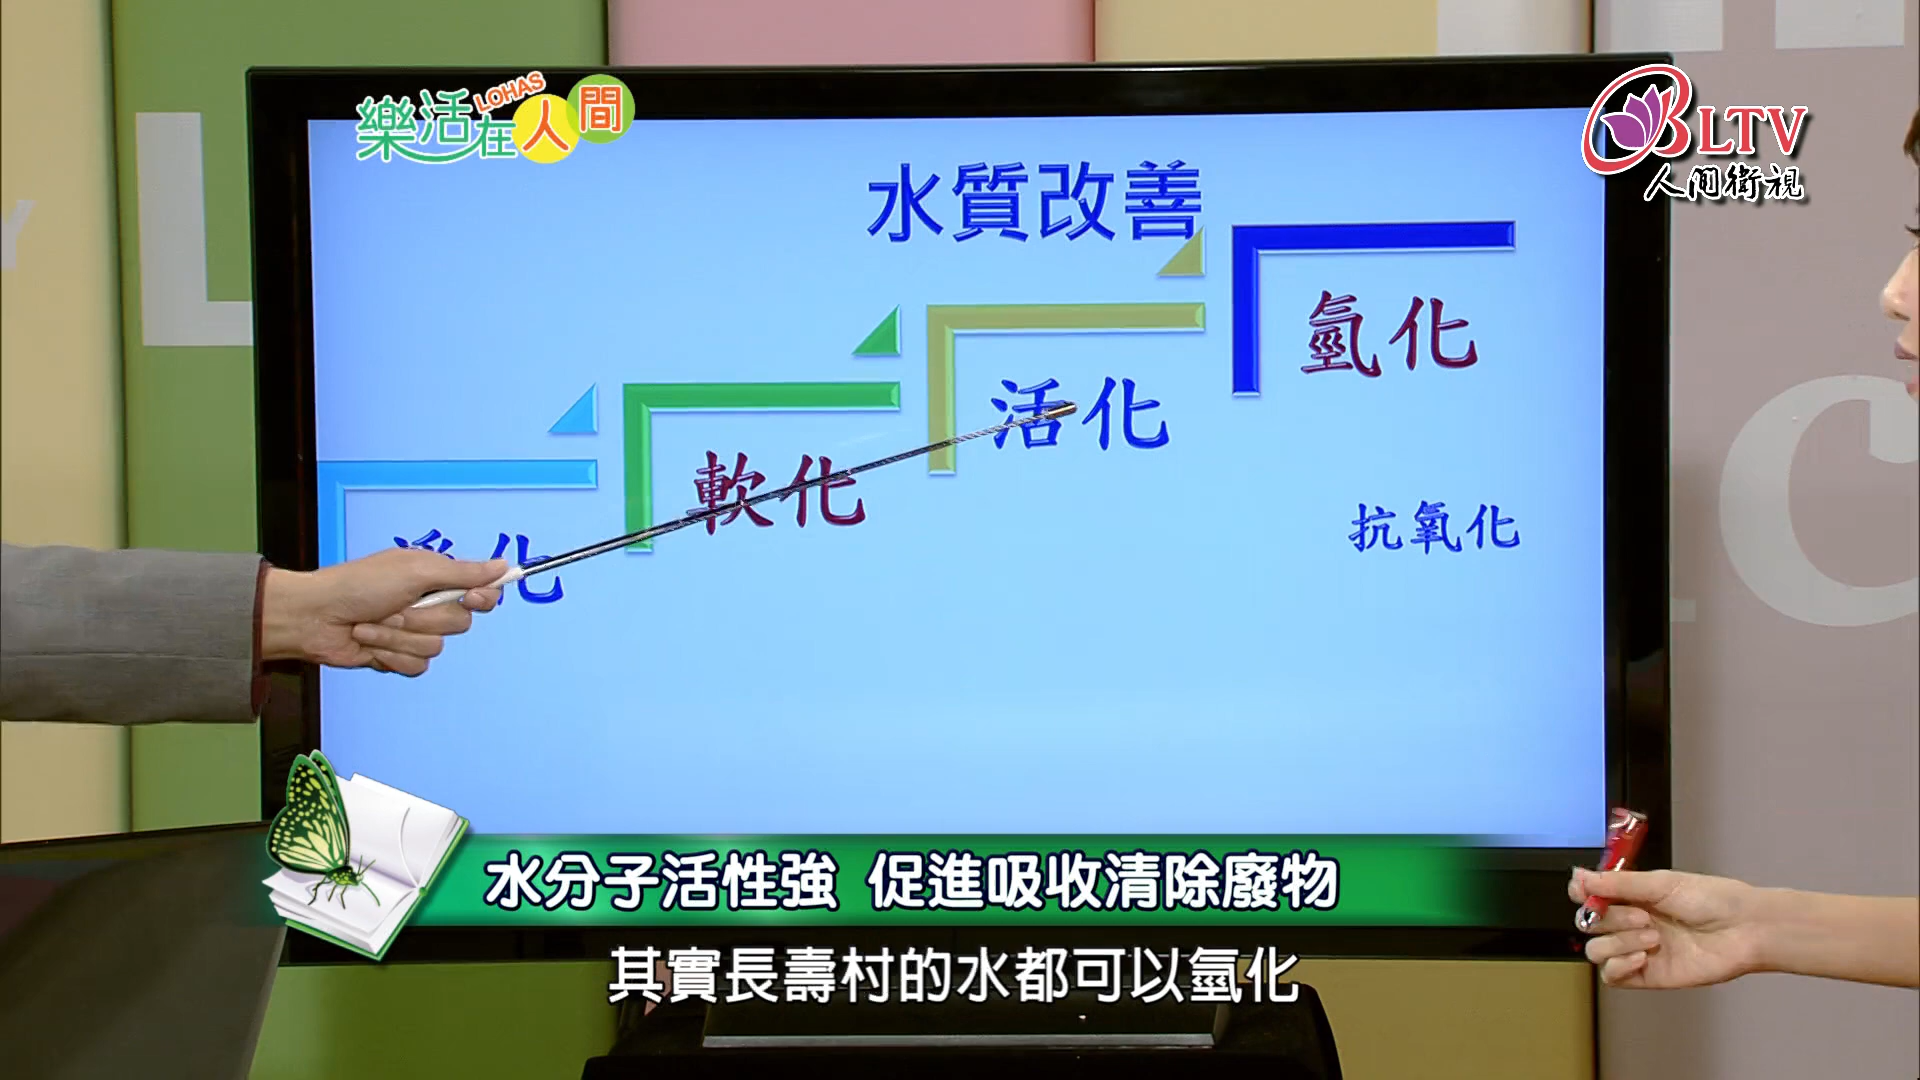 樂活在人間
LOHAS
BLTV
人間衛視
水質改善
氫化
活化
軟化
淨化
抗氧化
水分子活性強 促進吸收清除廢物
其實長壽村的水都可以氫化